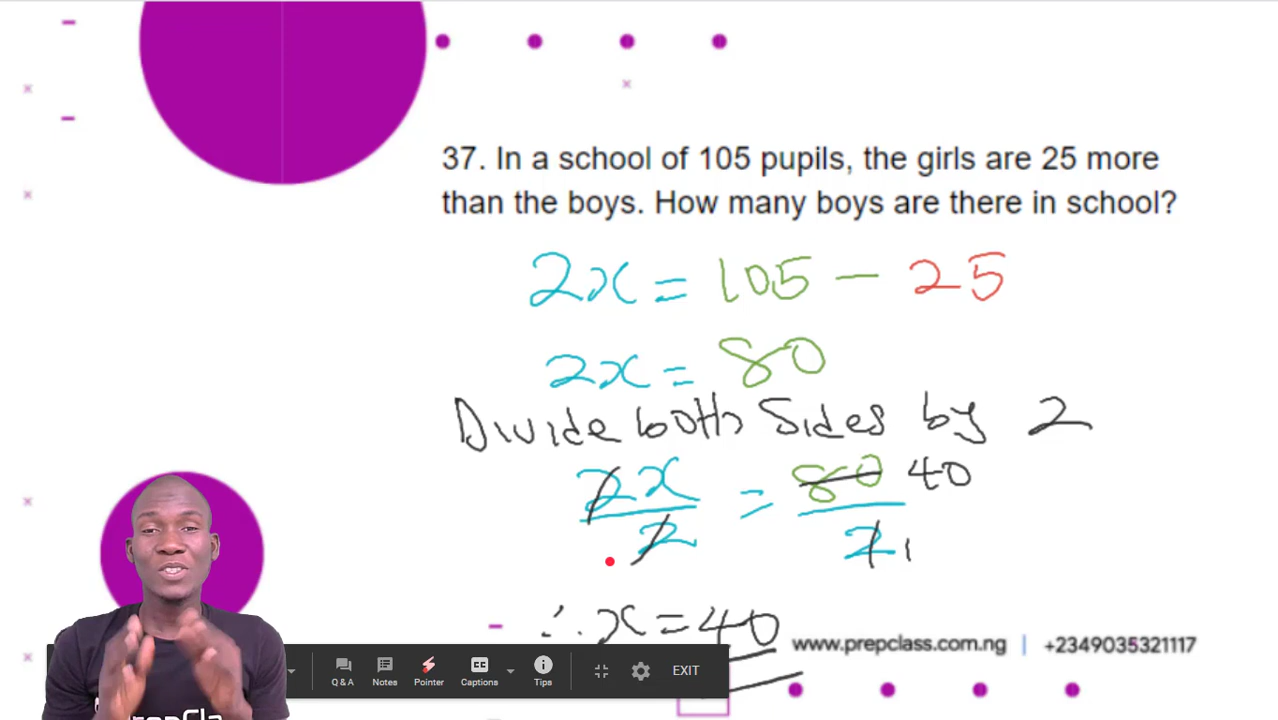 37. In a school of 105 pupils, the girls are 25 more
than the boys. How many boys are there in school?
2x = 105 - 25
2x = 80
Divide both Sides by 2
2x/2 = 80/2 40 1
∴ x = 40
www.prepclass.com.ng | +2349035321117
Q & A Notes Pointer Captions Tips EXIT
PrepCla